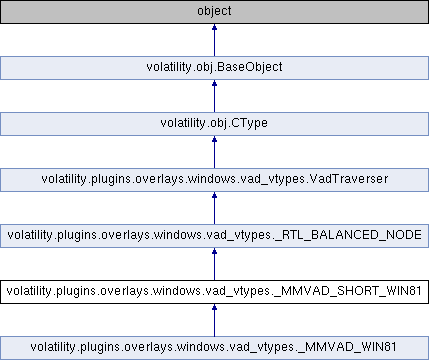 object
volatility.obj.BaseObject
volatility.obj.CType
volatility.plugins.overlays.windows.vad_vtypes.VadTraverser
volatility.plugins.overlays.windows.vad_vtypes._RTL_BALANCED_NODE
volatility.plugins.overlays.windows.vad_vtypes._MMVAD_SHORT_WIN81
volatility.plugins.overlays.windows.vad_vtypes._MMVAD_WIN81